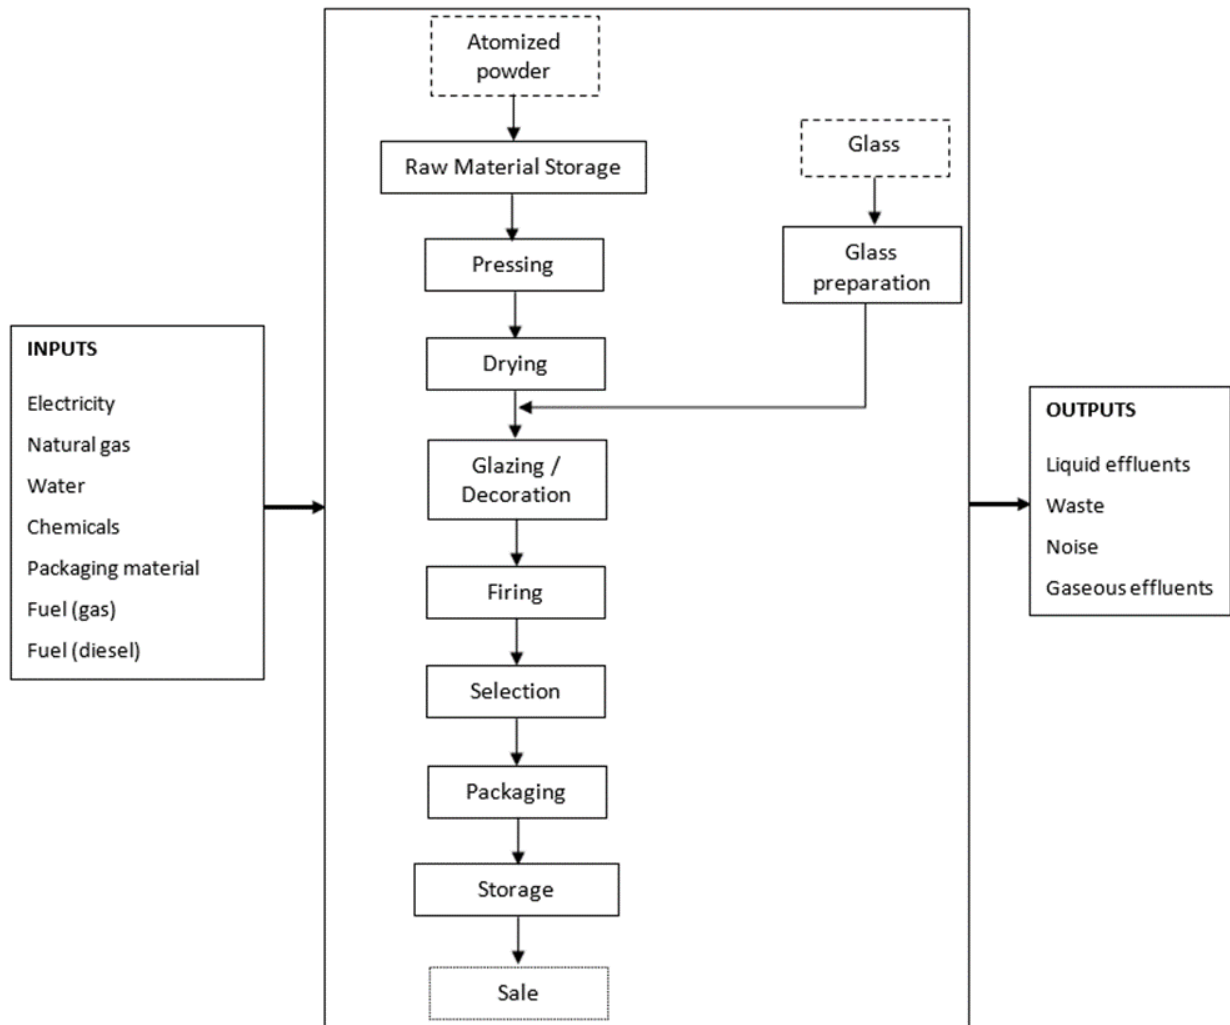 Atomized
powder
Raw Material Storage
Pressing
Drying
Glazing /
Decoration
Firing
Selection
Packaging
Storage
Sale
Glass
Glass
preparation
INPUTS
Electricity
Natural gas
Water
Chemicals
Packaging material
Fuel (gas)
Fuel (diesel)
OUTPUTS
Liquid effluents
Waste
Noise
Gaseous effluents